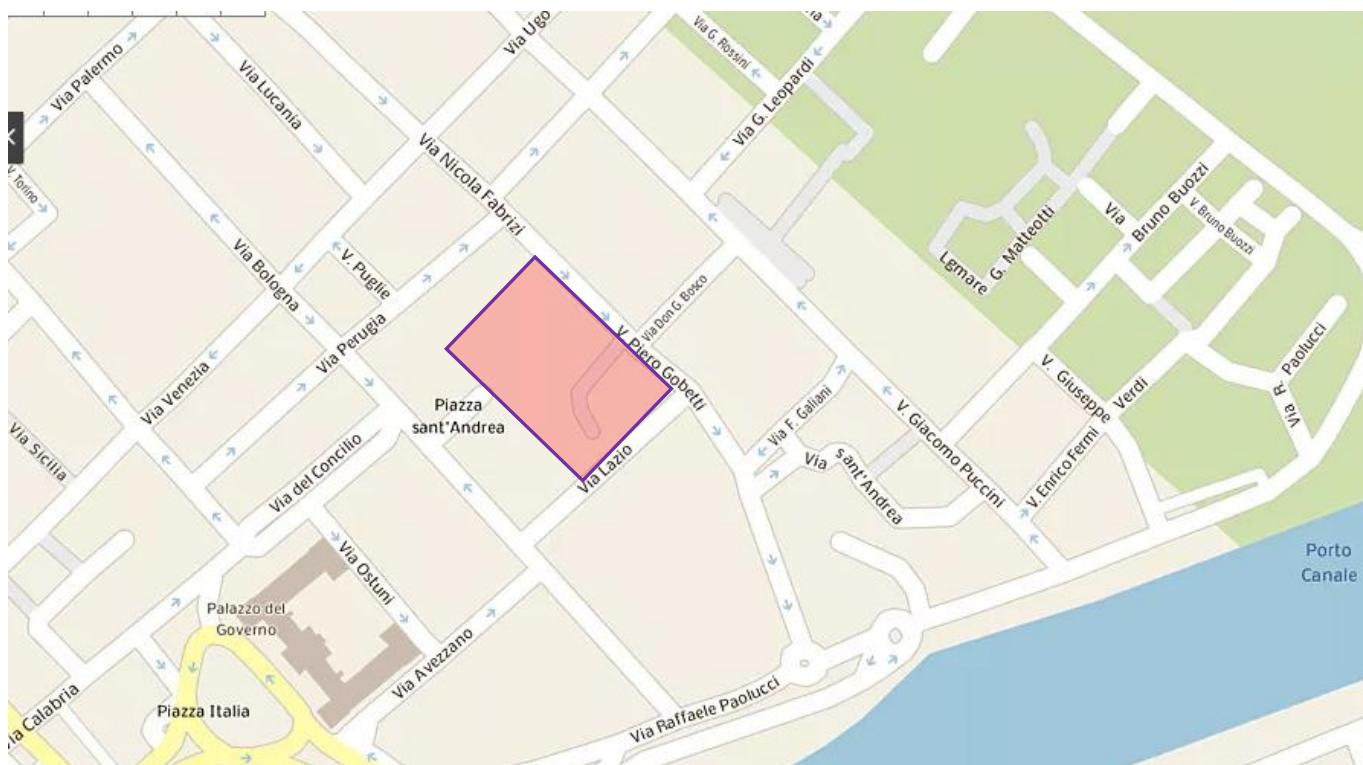 Via Palermo
Via Lucania
Via Ugo
Via G. Rossini
Via G. Leopardi
V. Torino
Via Nicola Fabrizi
Via Bologna
V. Puglie
Via Perugia
Via Venezia
Via Sicilia
Via Don G. Bosco
V. Piero Gobetti
Piazza
sant'Andrea
Via del Concilio
Via Lazio
Via F. Galiani
Via
sant'Andrea
V. Giacomo Puccini
V. Enrico Fermi
V. Giuseppe
Verdi
Lgmare
G. Matteotti
Via
Bruno Buozzi
V. Bruno Buozzi
Via R. Paolucci
Porto
Canale
Via Ostuni
Palazzo del
Governo
Via Avezzano
Piazza Italia
Via Calabria
Via Raffaele Paolucci